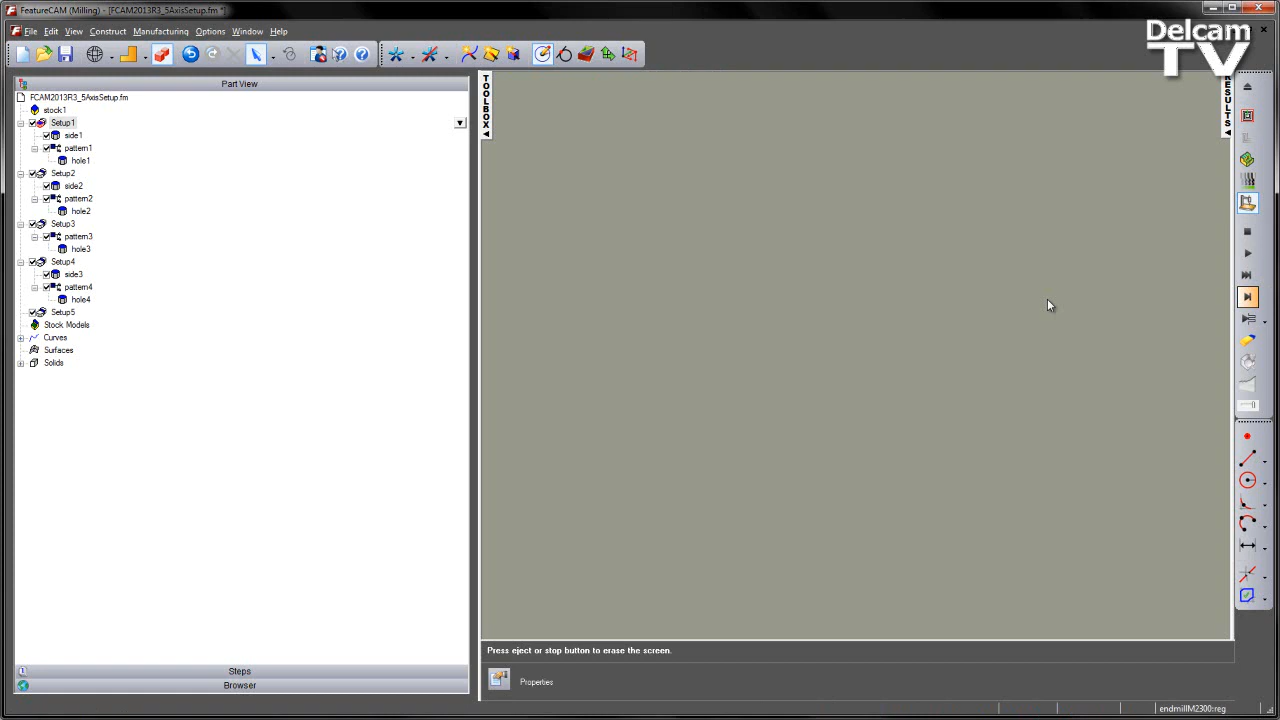 FeatureCAM (Milling) - [FCAM2013R3_5AxisSetup.fm *]
Delcam
TV
File Edit View Construct Manufacturing Options Window Help
Part View
FCAM2013R3_5AxisSetup.fm
stock1
Setup1
side1
pattern1
hole1
Setup2
side2
pattern2
hole2
Setup3
pattern3
hole3
Setup4
side3
pattern4
hole4
Setup5
Stock Models
Curves
Surfaces
Solids
TOOLBOX
RESULTS
Press eject or stop button to erase the screen.
Steps
Properties
Browser
endmillM2300:reg